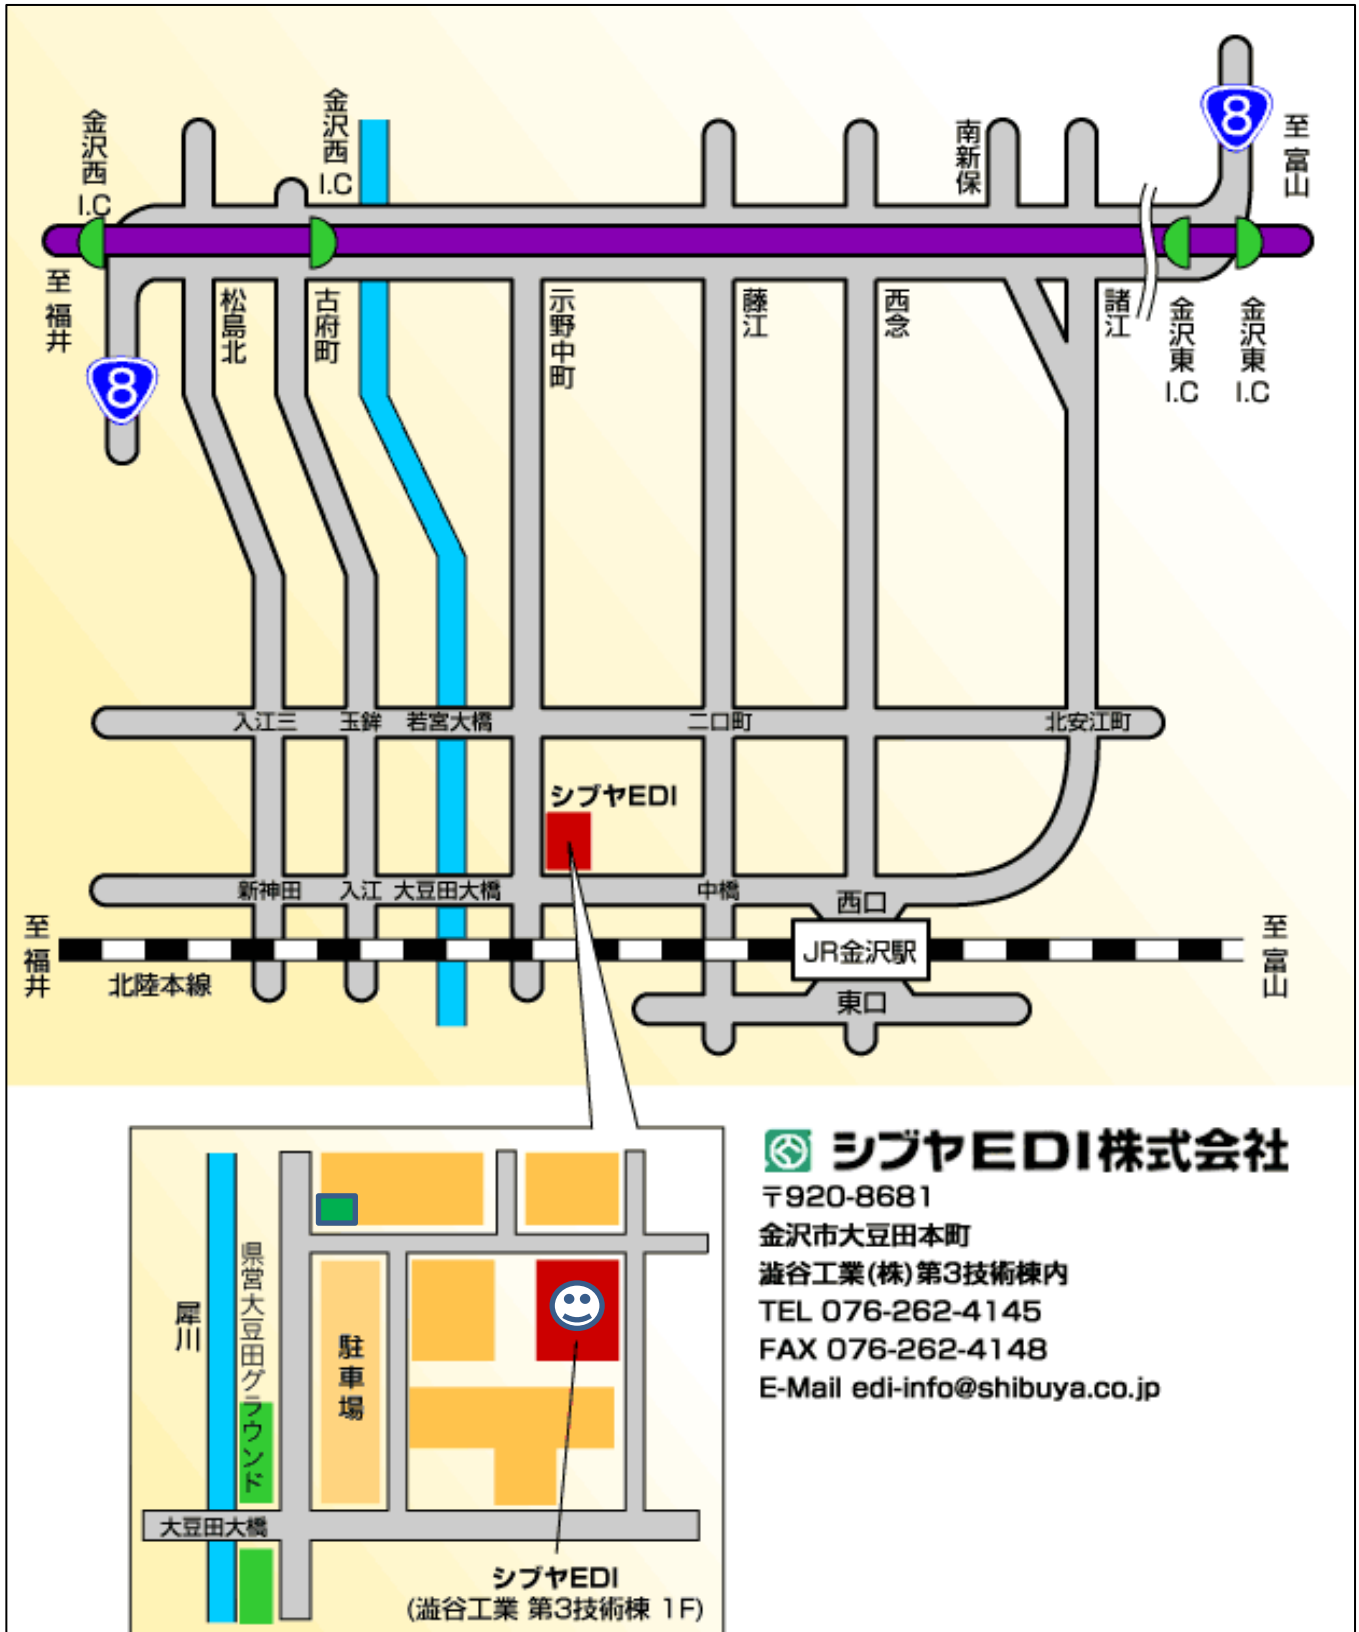 8
至富山
金沢西
I.C
金沢西
I.C
南新保
至福井
松島北
古府町
示野中町
藤江
西念
諸江
金沢東
I.C
金沢東
I.C
8
入江三
玉鉾
若宮大橋
二口町
北安江町
シブヤEDI
新神田
入江
大豆田大橋
中橋
西口
至福井
JR金沢駅
至富山
北陸本線
東口
シブヤEDI株式会社
〒920-8681
金沢市大豆田本町
澁谷工業(株)第3技術棟内
TEL 076-262-4145
FAX 076-262-4148
E-Mail edi-info@shibuya.co.jp
犀川
県営大豆田グラウンド
駐車場
大豆田大橋
シブヤEDI
(澁谷工業 第3技術棟 1F)